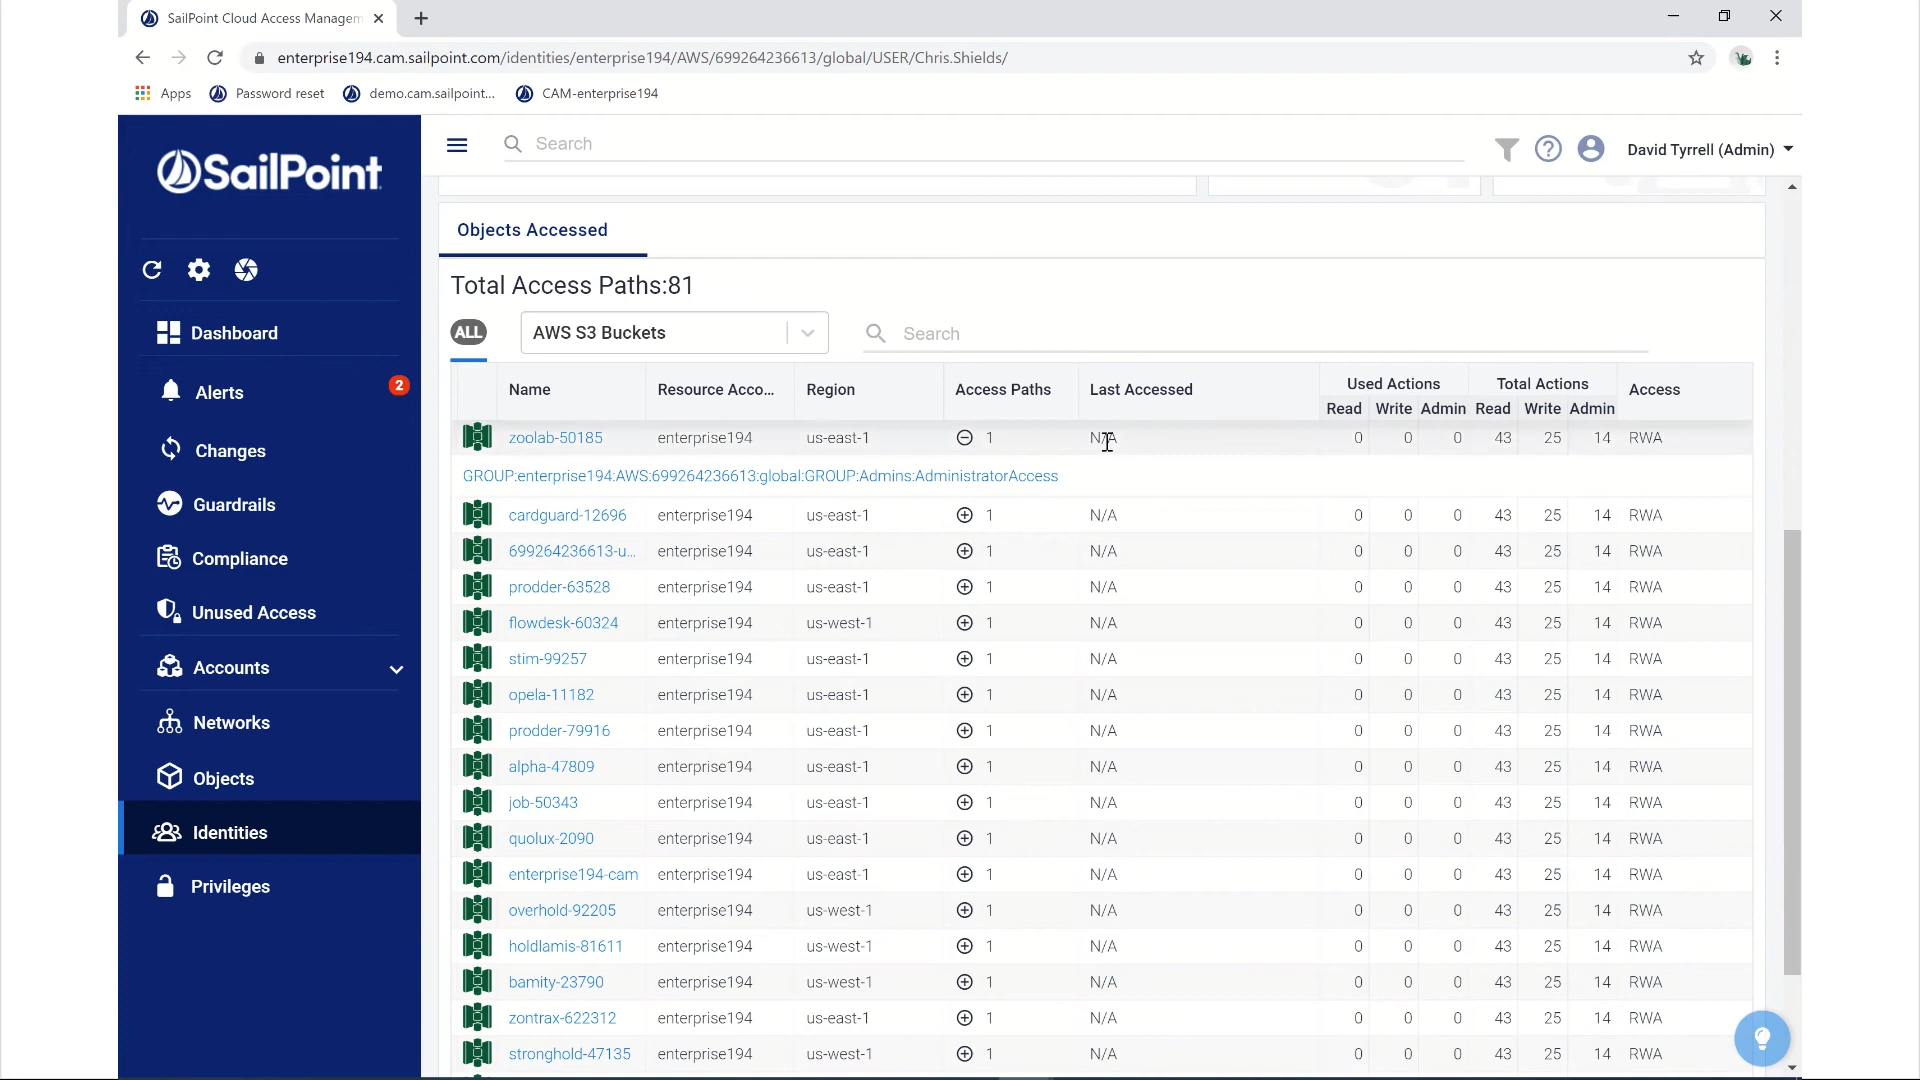 SailPoint Cloud Access Managem
enterprise194.cam.sailpoint.com/identities/enterprise194/AWS/699264236613/global/USER/Chris.Shields/
Apps Password reset demo.cam.sailpoint... CAM-enterprise194
SailPoint
Search
David Tyrrell (Admin)
Dashboard
Alerts 2
Changes
Guardrails
Compliance
Unused Access
Accounts
Networks
Objects
Identities
Privileges
Objects Accessed
Total Access Paths:81
ALL AWS S3 Buckets Search
Name Resource Acco... Region Access Paths Last Accessed Used Actions Total Actions Access
Read Write Admin Read Write Admin
zoolab-50185 enterprise194 us-east-1 1 N/A 0 0 0 43 25 14 RWA
GROUP:enterprise194:AWS:699264236613:global:GROUP:Admins:AdministratorAccess
cardguard-12696 enterprise194 us-east-1 1 N/A 0 0 0 43 25 14 RWA
699264236613-u... enterprise194 us-east-1 1 N/A 0 0 0 43 25 14 RWA
prodder-63528 enterprise194 us-east-1 1 N/A 0 0 0 43 25 14 RWA
flowdesk-60324 enterprise194 us-west-1 1 N/A 0 0 0 43 25 14 RWA
stim-99257 enterprise194 us-east-1 1 N/A 0 0 0 43 25 14 RWA
opela-11182 enterprise194 us-east-1 1 N/A 0 0 0 43 25 14 RWA
prodder-79916 enterprise194 us-east-1 1 N/A 0 0 0 43 25 14 RWA
alpha-47809 enterprise194 us-east-1 1 N/A 0 0 0 43 25 14 RWA
job-50343 enterprise194 us-east-1 1 N/A 0 0 0 43 25 14 RWA
quolux-2090 enterprise194 us-east-1 1 N/A 0 0 0 43 25 14 RWA
enterprise194-cam enterprise194 us-east-1 1 N/A 0 0 0 43 25 14 RWA
overhold-92205 enterprise194 us-west-1 1 N/A 0 0 0 43 25 14 RWA
holdlamis-81611 enterprise194 us-west-1 1 N/A 0 0 0 43 25 14 RWA
bamity-23790 enterprise194 us-west-1 1 N/A 0 0 0 43 25 14 RWA
zontrax-622312 enterprise194 us-east-1 1 N/A 0 0 0 43 25 14 RWA
stronghold-47135 enterprise194 us-west-1 1 N/A 0 0 0 43 25 14 RWA